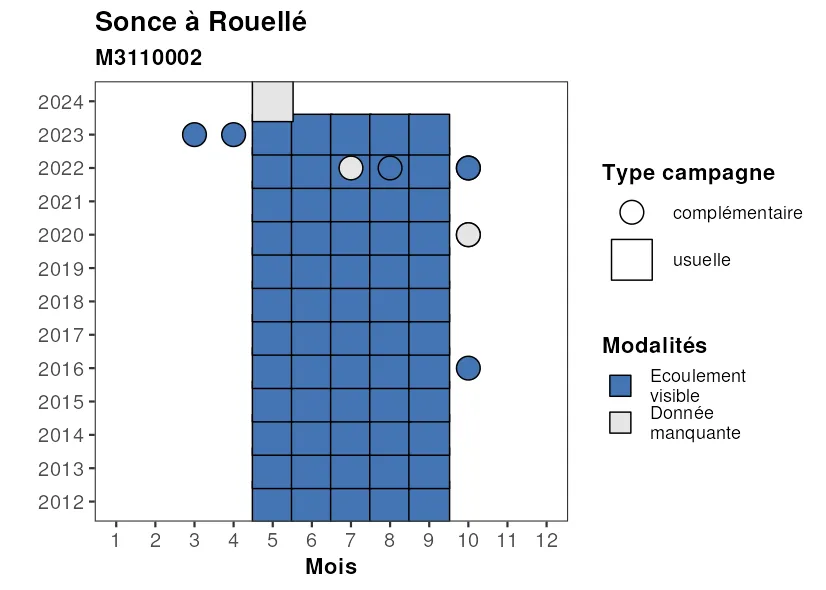 Sonce à Rouellé
M3110002
2024
2023
2022
2021
2020
2019
2018
2017
2016
2015
2014
2013
2012
1 2 3 4 5 6 7 8 9 10 11 12
Mois
Type campagne
complémentaire
usuelle
Modalités
Ecoulement
visible
Donnée
manquante